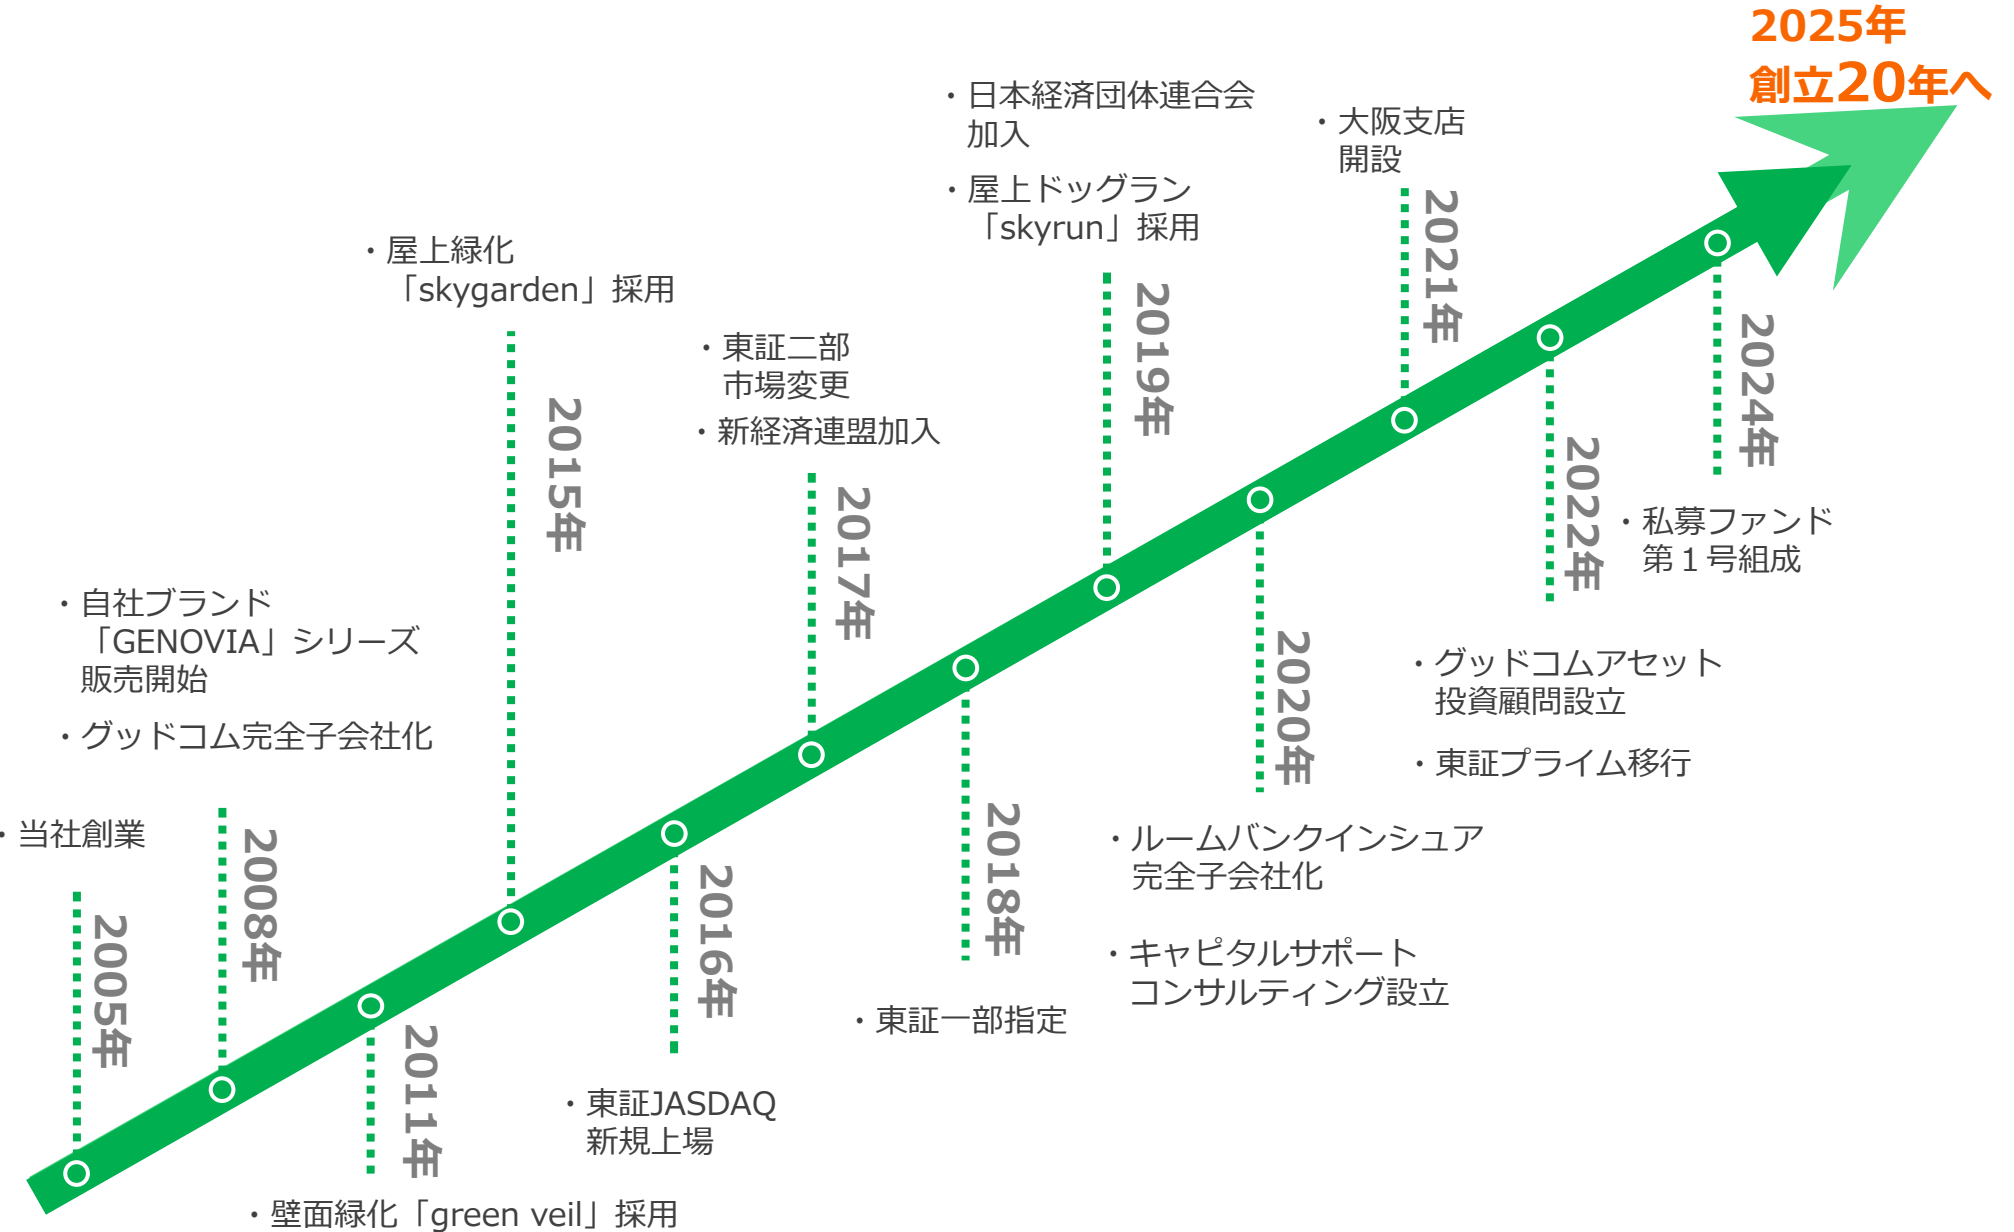 2025年
創立20年へ
・日本経済団体連合会
加入
・屋上ドッグラン
「skyrun」採用
2019年
・大阪支店
開設
2021年
・屋上緑化
「skygarden」採用
2015年
・東証二部
市場変更
・新経済連盟加入
2017年
2024年
・私募ファンド
第１号組成
2022年
・グッドコムアセット
投資顧問設立
・東証プライム移行
・自社ブランド
「GENOVIA」シリーズ
販売開始
・グッドコム完全子会社化
2008年
・当社創業
2005年
2020年
・ルームバンクインシュア
完全子会社化
・キャピタルサポート
コンサルティング設立
2018年
・東証一部指定
2016年
・東証JASDAQ
新規上場
2011年
・壁面緑化「green veil」採用